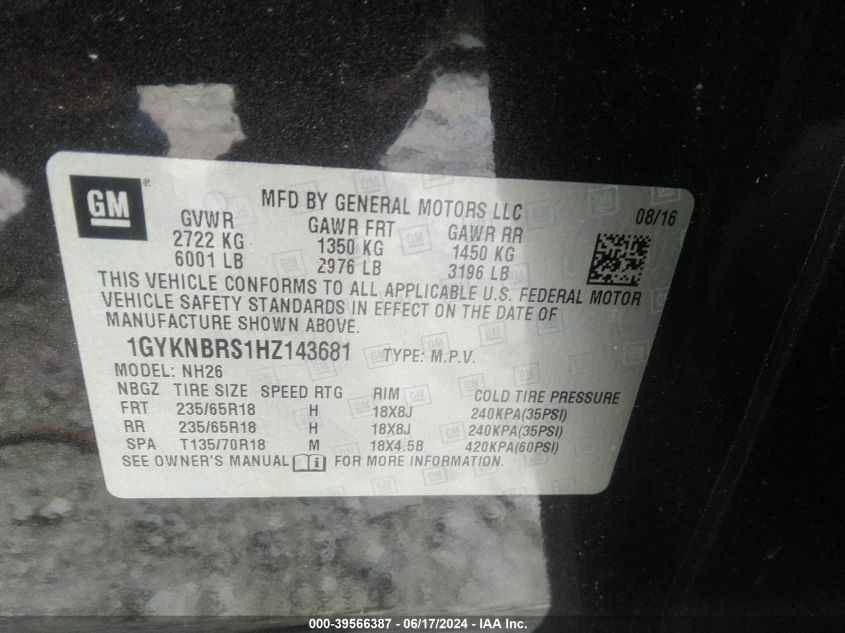 GM®
MFD BY GENERAL MOTORS LLC
08/16
GVWR GAWR FRT GAWR RR
2722 KG 1350 KG 1450 KG
6001 LB 2976 LB 3196 LB
THIS VEHICLE CONFORMS TO ALL APPLICABLE U.S. FEDERAL MOTOR
VEHICLE SAFETY STANDARDS IN EFFECT ON THE DATE OF
MANUFACTURE SHOWN ABOVE.
1GYKNBRS1HZ143681 TYPE: M.P.V.
MODEL: NH26
NBGZ TIRE SIZE SPEED RTG RIM COLD TIRE PRESSURE
FRT 235/65R18 H 18X8J 240KPA(35PSI)
RR 235/65R18 H 18X8J 240KPA(35PSI)
SPA T135/70R18 M 18X4.5B 420KPA(60PSI)
SEE OWNER'S MANUAL FOR MORE INFORMATION.
000-39566387 - 06/17/2024 - IAA Inc.